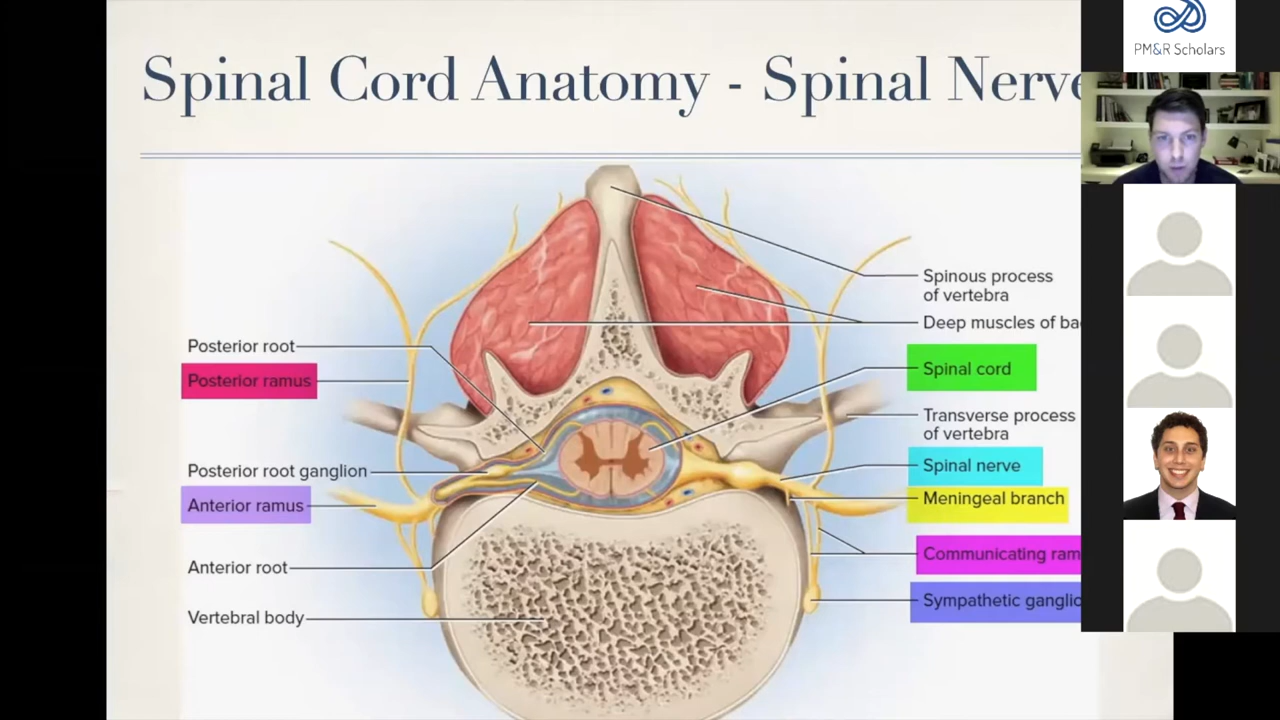 Spinal Cord Anatomy - Spinal Nerve
PM&R Scholars
Spinous process
of vertebra
Deep muscles of ba
Posterior root
Posterior ramus
Spinal cord
Transverse process
of vertebra
Posterior root ganglion
Spinal nerve
Anterior ramus
Meningeal branch
Communicating ram
Anterior root
Sympathetic ganglio
Vertebral body